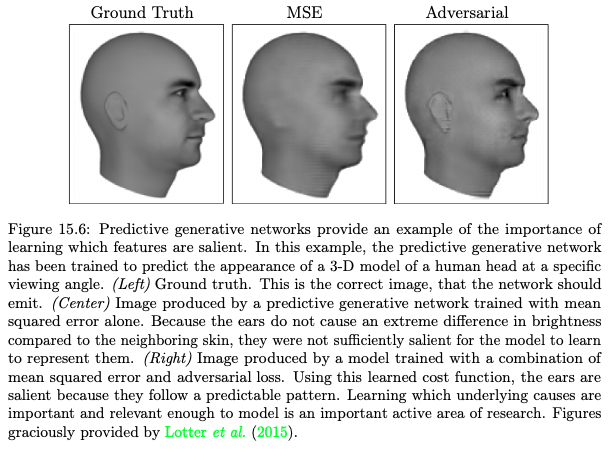 Ground Truth
MSE
Adversarial
Figure 15.6: Predictive generative networks provide an example of the importance of
learning which features are salient. In this example, the predictive generative network
has been trained to predict the appearance of a 3-D model of a human head at a specific
viewing angle. (Left) Ground truth. This is the correct image, that the network should
emit. (Center) Image produced by a predictive generative network trained with mean
squared error alone. Because the ears do not cause an extreme difference in brightness
compared to the neighboring skin, they were not sufficiently salient for the model to learn
to represent them. (Right) Image produced by a model trained with a combination of
mean squared error and adversarial loss. Using this learned cost function, the ears are
salient because they follow a predictable pattern. Learning which underlying causes are
important and relevant enough to model is an important active area of research. Figures
graciously provided by Lotter et al. (2015).